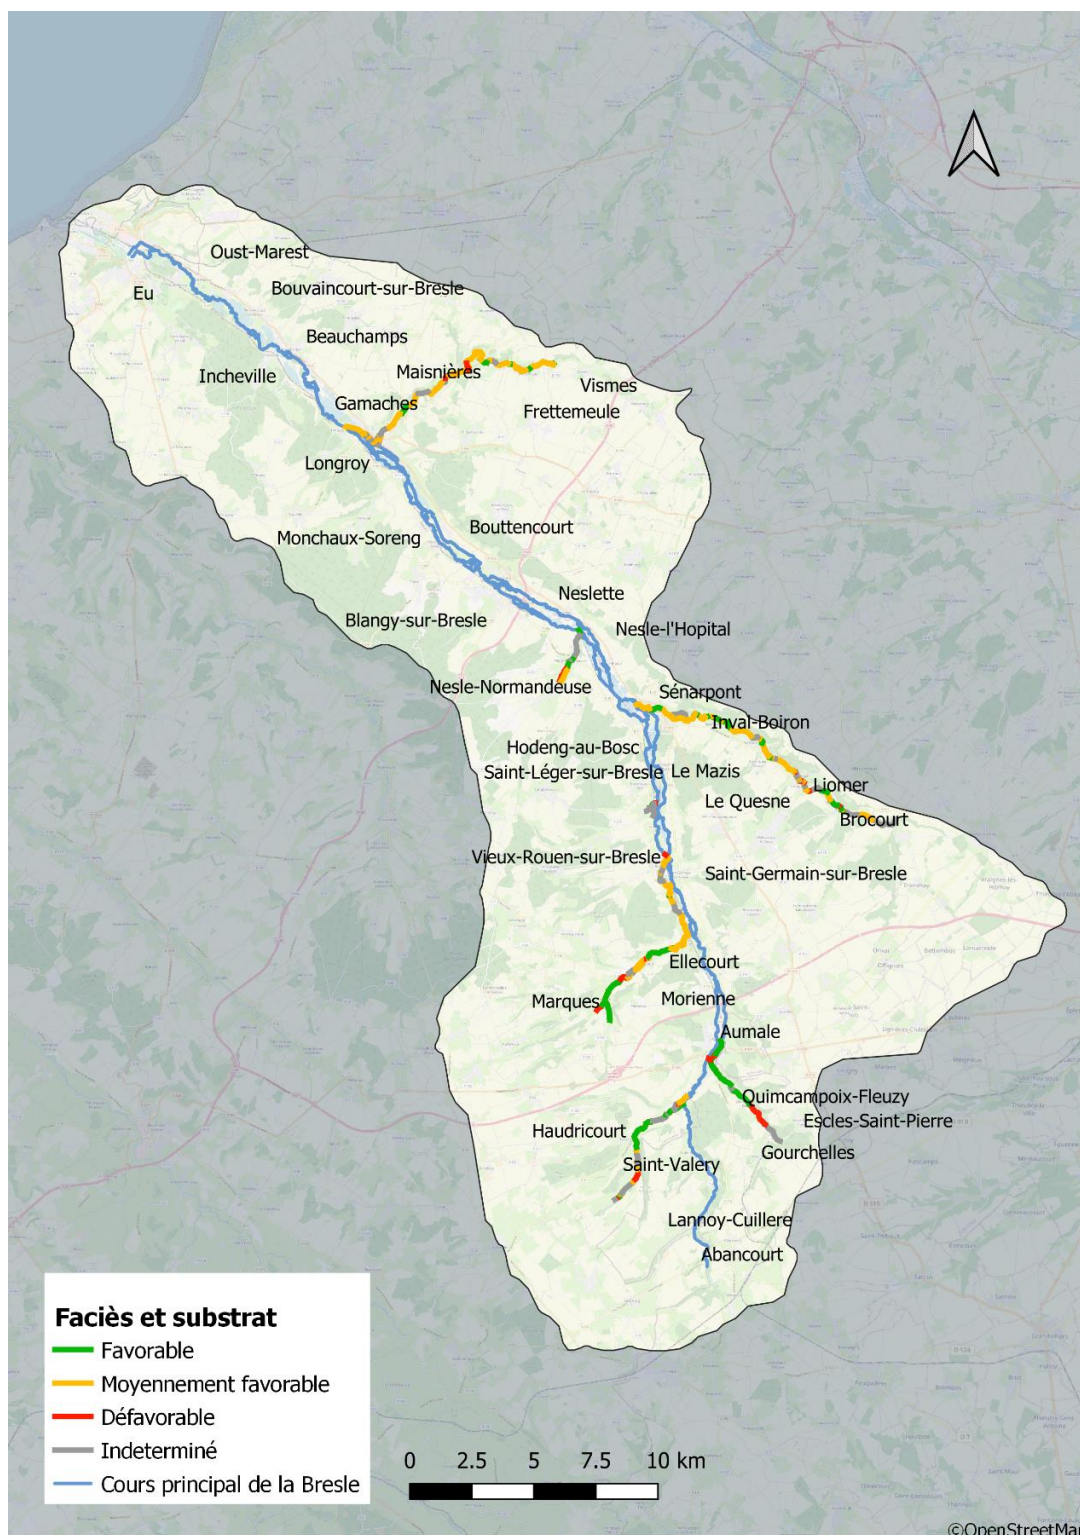 Oust-Marest
Eu
Bouvaincourt-sur-Bresle
Beauchamps
Incheville
Maisnières
Vismes
Gamaches
Frettemeule
Longroy
Bouttencourt
Monchaux-Soreng
Neslette
Blangy-sur-Bresle
Nesle-l'Hopital
Nesle-Normandeuse
Sénarpont
Inval-Boiron
Hodeng-au-Bosc
Saint-Léger-sur-Bresle
Le Mazis
Liomer
Le Quesne
Brocourt
Vieux-Rouen-sur-Bresle
Saint-Germain-sur-Bresle
Ellecourt
Marques
Morienne
Aumale
Quimcampoix-Fleuzy
Escles-Saint-Pierre
Haudricourt
Gourchelles
Saint-Valery
Lannoy-Cuillere
Abancourt
Faciès et substrat
Favorable
Moyennement favorable
Défavorable
Indeterminé
Cours principal de la Bresle
0 2.5 5 7.5 10 km
©OpenStreetMap